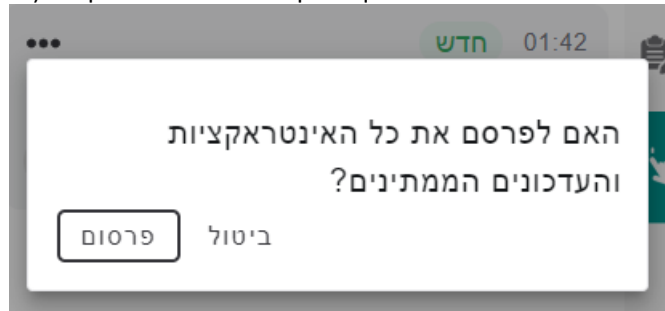 חדש 01:42
האם לפרסם את כל האינטראקציות
והעדכונים הממתינים?
ביטול פרסום